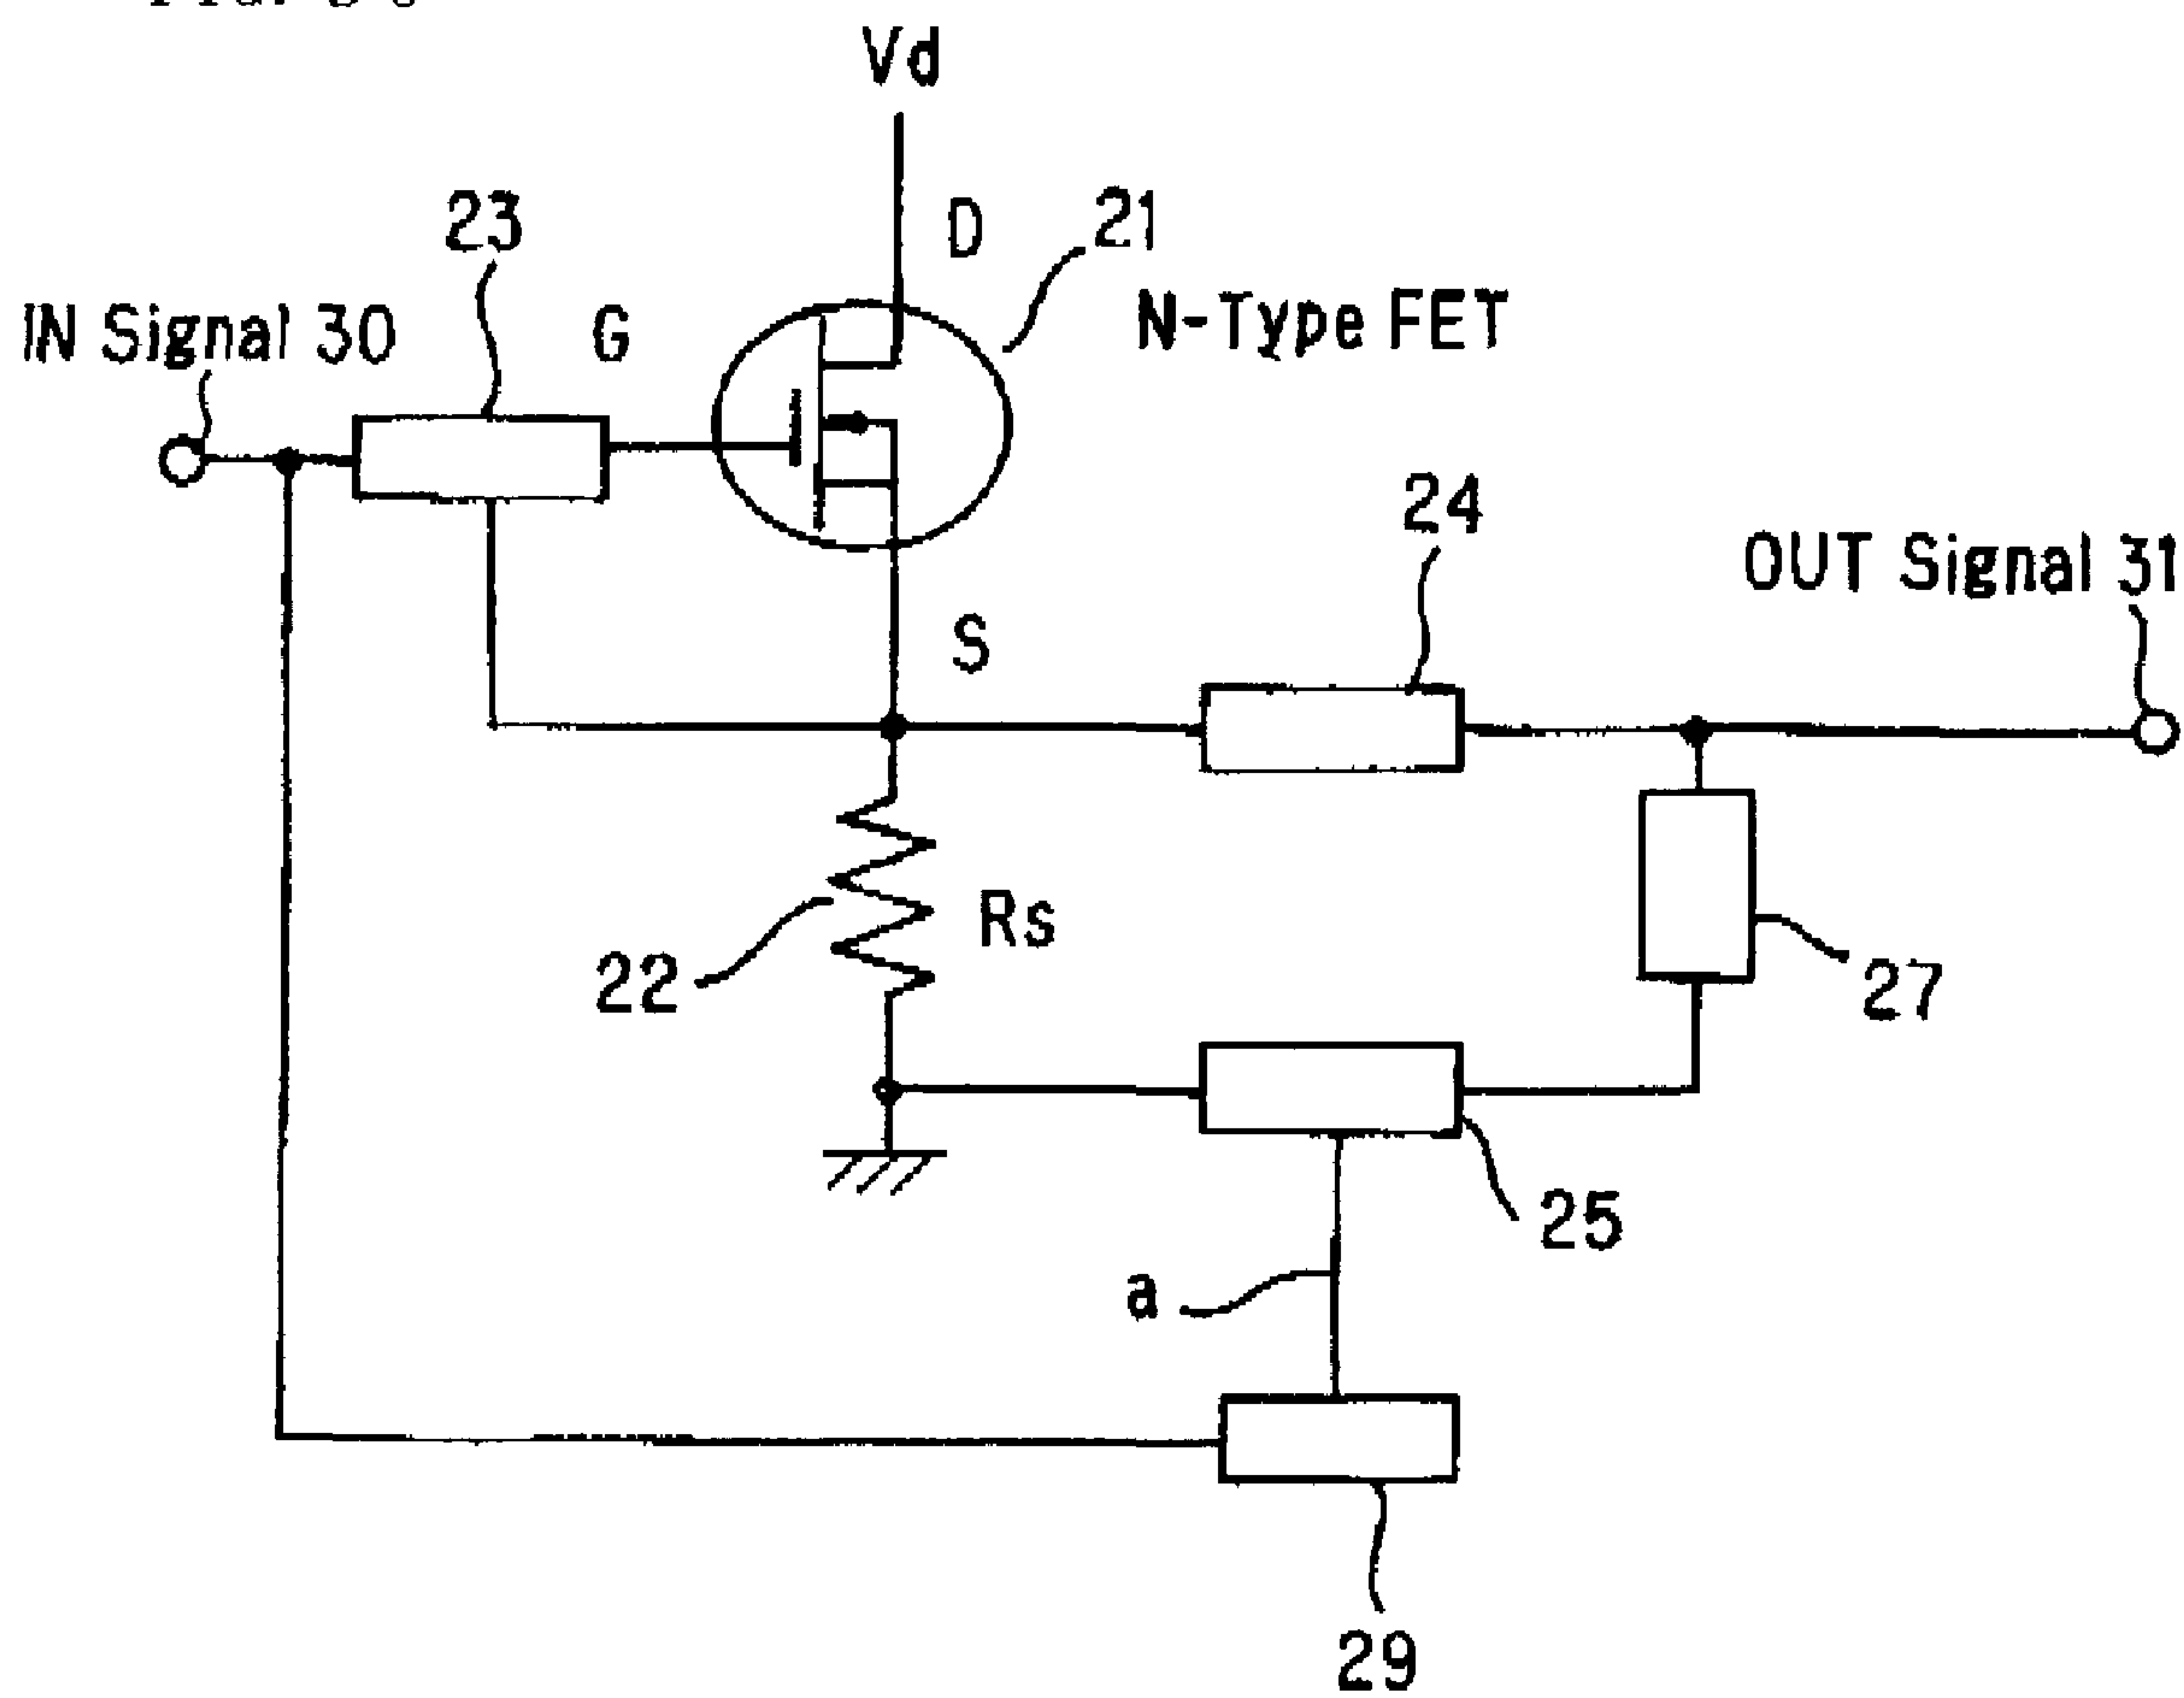 Vd
23
D
21
IN Signal 30
G
N-Type FET
24
OUT Signal 31
S
Rs
22
27
25
a
29